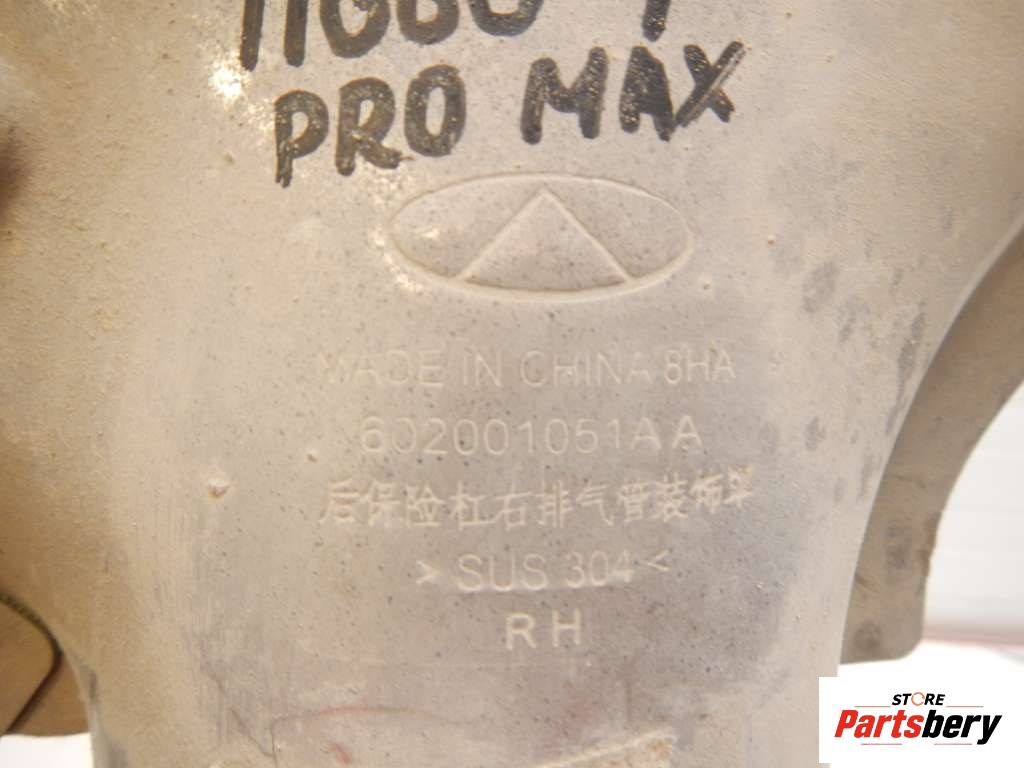 PRO MAX
MADE IN CHINA 8HA
602001051AA
后保险杠右排气管装饰罩
> SUS 304 <
RH
STORE
Partsbery